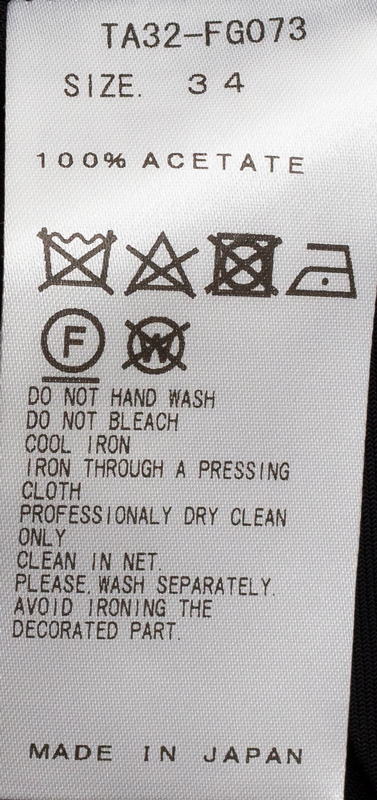 TA32-FG073
SIZE. 34
100% ACETATE
F W
DO NOT HAND WASH
DO NOT BLEACH
COOL IRON
IRON THROUGH A PRESSING
CLOTH
PROFESSIONALY DRY CLEAN
ONLY
CLEAN IN NET.
PLEASE. WASH SEPARATELY.
AVOID IRONING THE
DECORATED PART.
MADE IN JAPAN